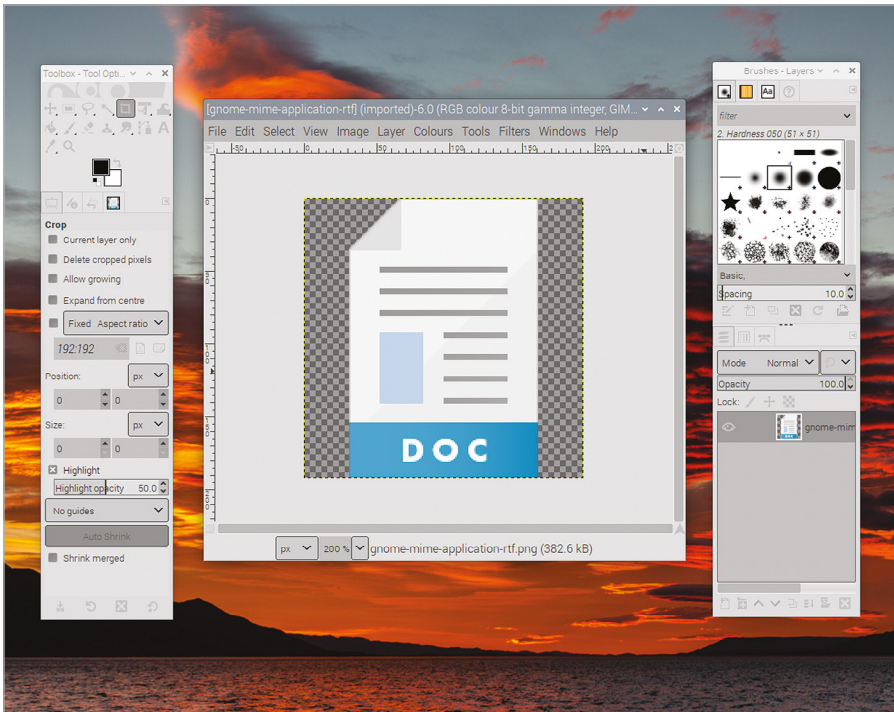 Toolbox - Tool Opti...
Crop
Current layer only
Delete cropped pixels
Allow growing
Expand from centre
Fixed Aspect ratio
192:192
Position: px
0 0
Size: px
0 0
Highlight
Highlight opacity 50.0
No guides
Auto Shrink
Shrink merged
[gnome-mime-application-rtf] (imported)-6.0 (RGB colour 8-bit gamma integer, GIM...
File Edit Select View Image Layer Colours Tools Filters Windows Help
DOC
px 200 % gnome-mime-application-rtf.png (382.6 kB)
Brushes - Layers
Aa
filter
2. Hardness 050 (51 × 51)
Basic,
Spacing 10.0
Mode Normal
Opacity 100.0
Lock:
gnome-mim